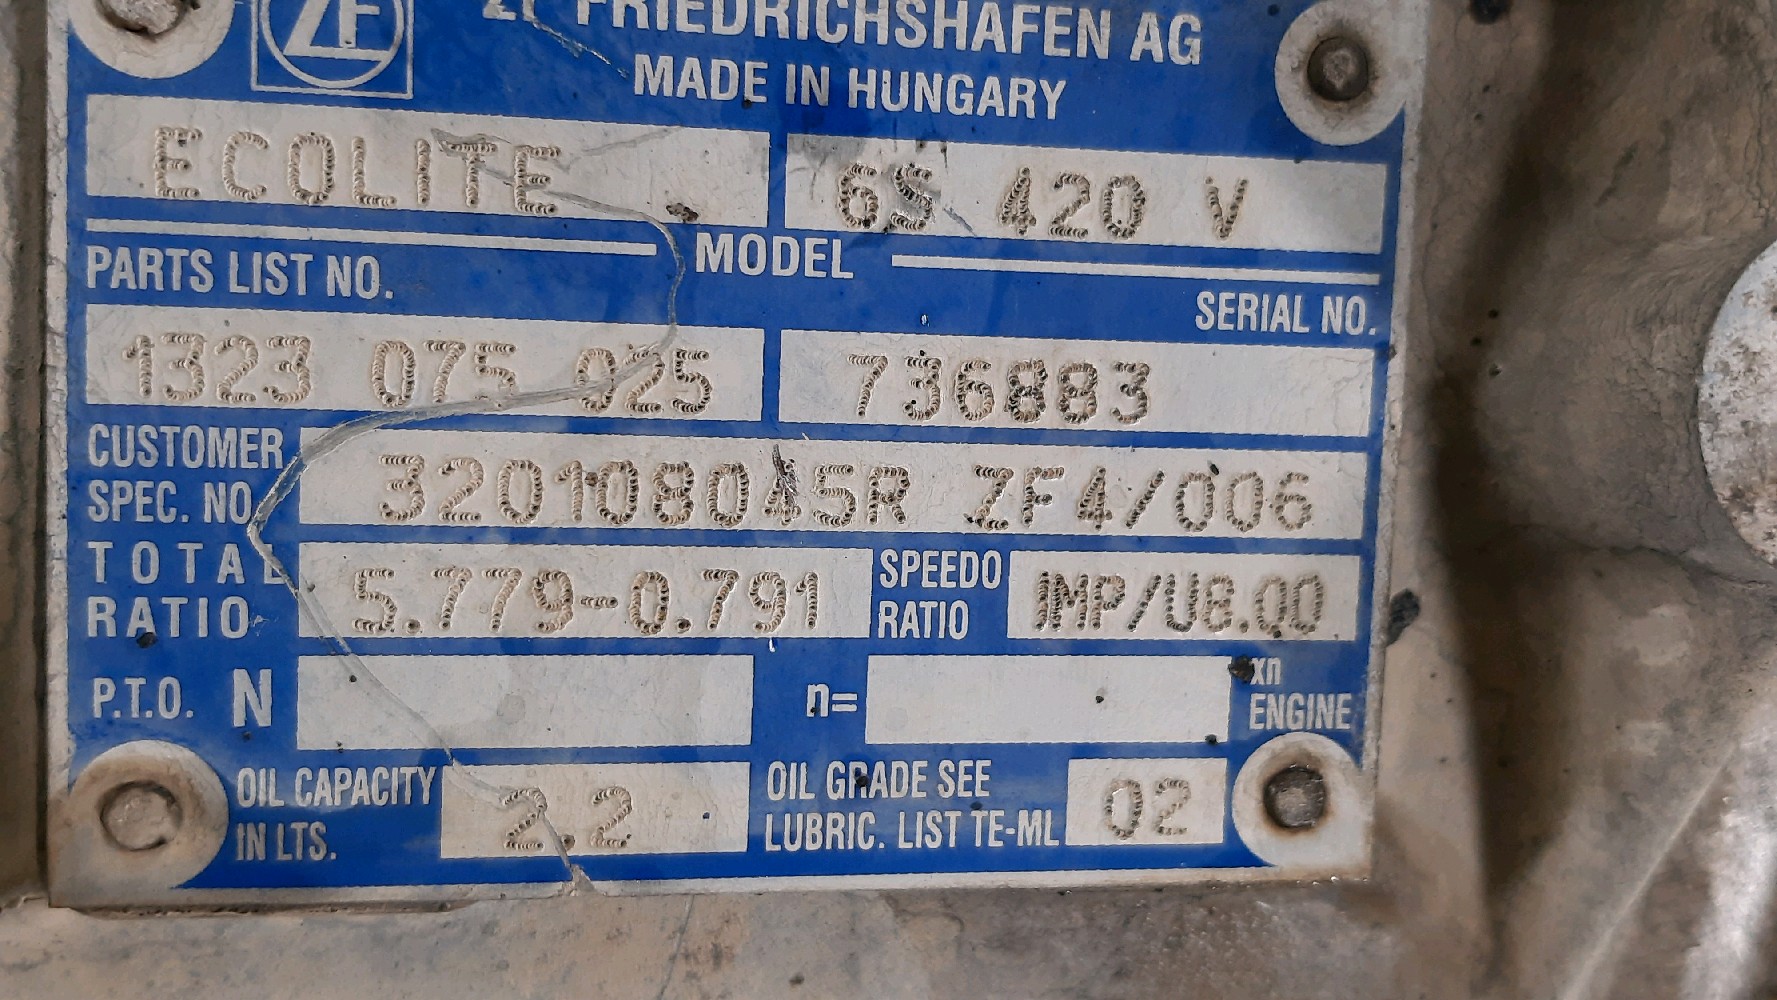 ZF
ZF FRIEDRICHSHAFEN AG
MADE IN HUNGARY
ECOLITE 6S 420 V
MODEL
PARTS LIST NO. SERIAL NO.
1323 075 025 736883
CUSTOMER
SPEC. NO. 320108045R ZF4/006
TOTAL
RATIO 5.779-0.791 SPEEDO
RATIO IMP/U8.00
P.T.O. N n= xn
ENGINE
OIL CAPACITY
IN LTS. 2.2 OIL GRADE SEE
LUBRIC. LIST TE-ML 02